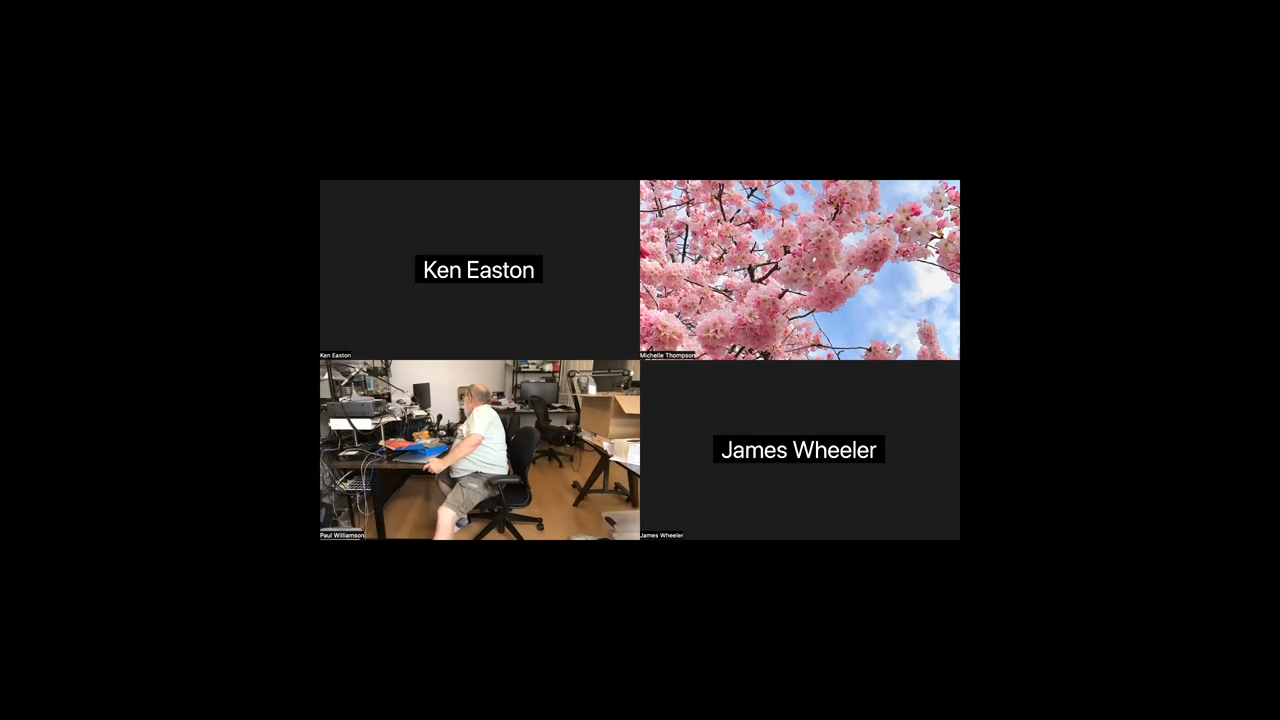 Ken Easton
Ken Easton
Michelle Thompson
Paul Williamson
James Wheeler
James Wheeler